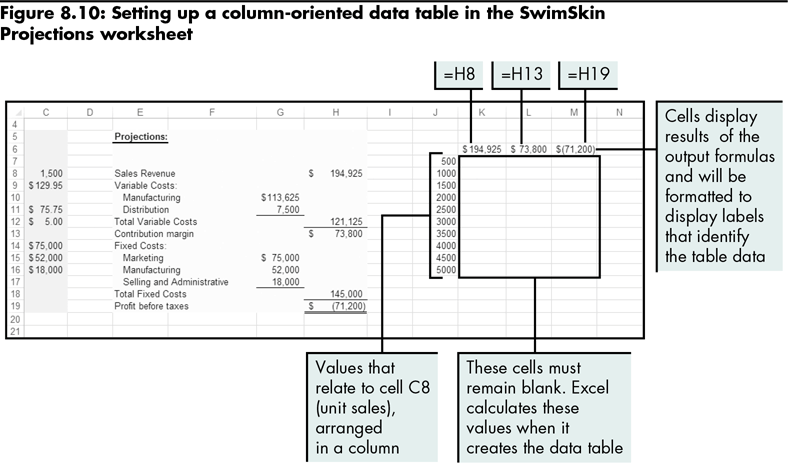 Figure 8.10: Setting up a column-oriented data table in the SwimSkin
Projections worksheet
=H8 =H13 =H19
C D E F G H I J K L M N
4
5 Projections:
6 $194,925 $ 73,800 $(71,200)
7 500
8 1,500 Sales Revenue $ 194,925 1000
9 $129.95 Variable Costs: 1500
10 Manufacturing $113,625 2000
11 $ 75.75 Distribution 7,500 2500
12 $ 5.00 Total Variable Costs 121,125 3000
13 Contribution margin $ 73,800 3500
14 $75,000 Fixed Costs: 4000
15 $52,000 Marketing $ 75,000 4500
16 $18,000 Manufacturing 52,000 5000
17 Selling and Administrative 18,000
18 Total Fixed Costs 145,000
19 Profit before taxes $ (71,200)
20
21
Cells display
results of the
output formulas
and will be
formatted to
display labels
that identify
the table data
Values that
relate to cell C8
(unit sales),
arranged
in a column
These cells must
remain blank. Excel
calculates these
values when it
creates the data table